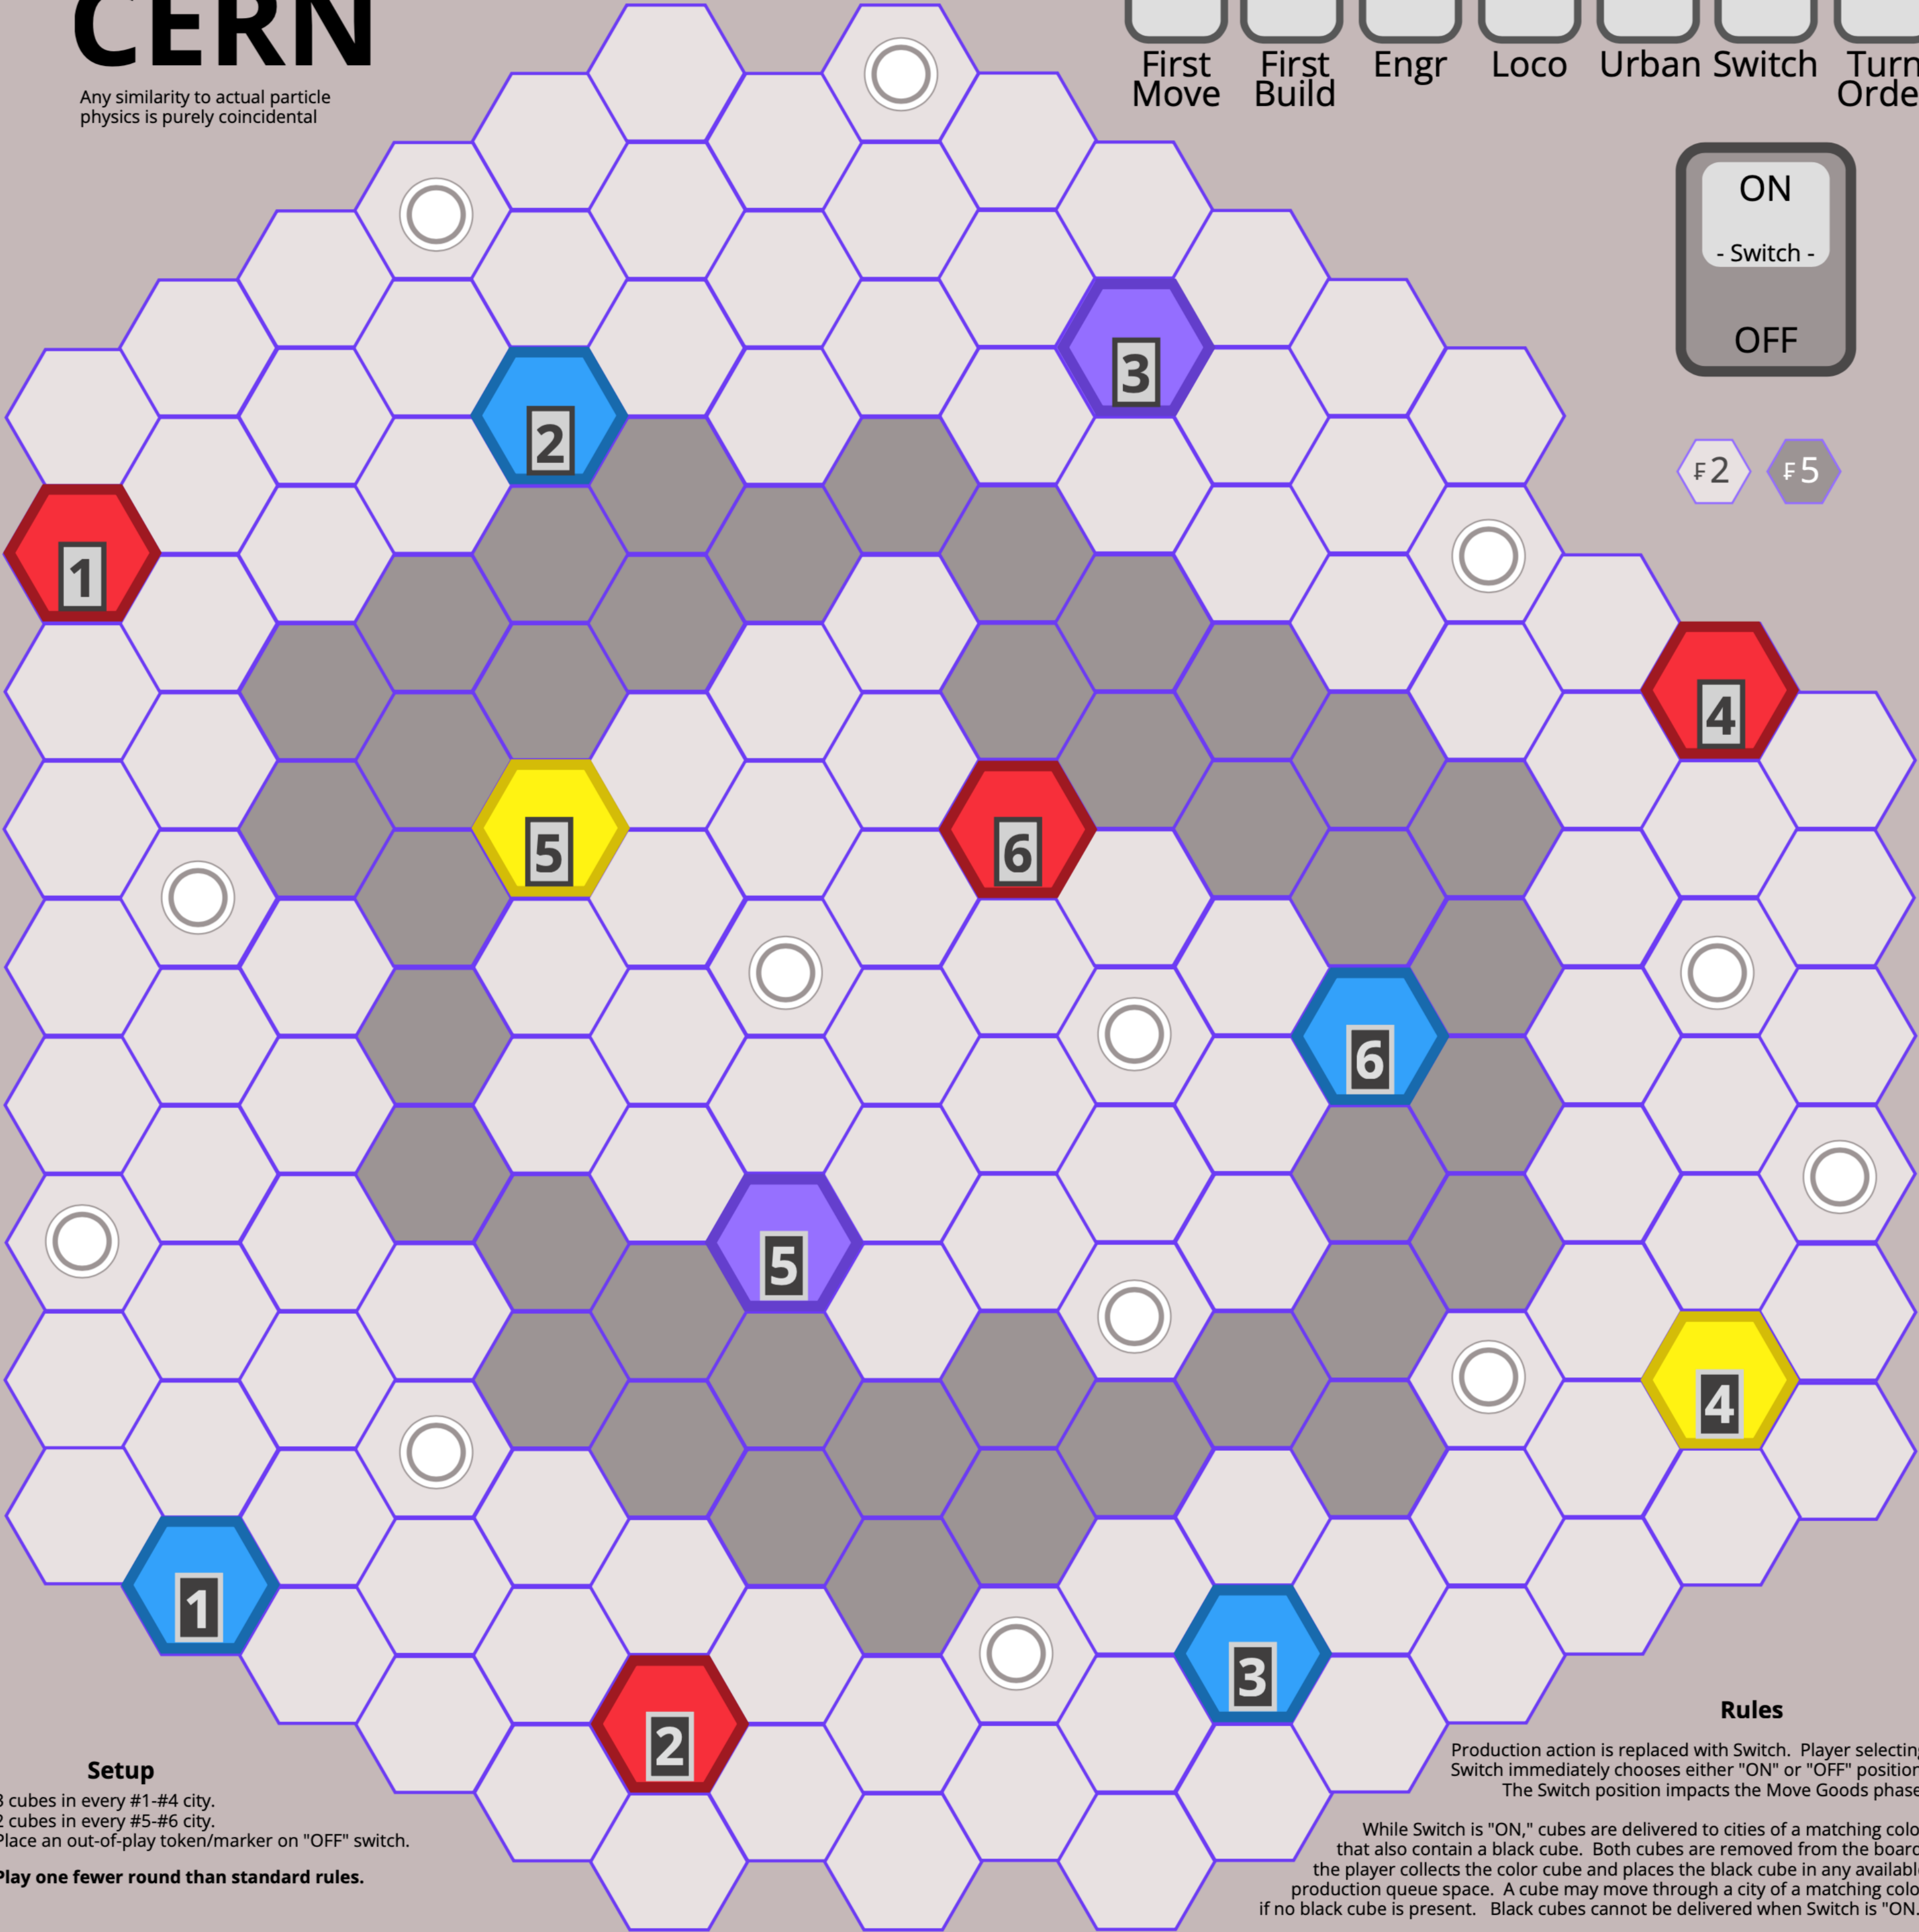 CERN
Any similarity to actual particle
physics is purely coincidental
First Move
First Build
Engr
Loco
Urban
Switch
Turn
ON
- Switch -
OFF
₣2
₣5
3
2
1
4
5
6
6
5
4
1
3
2
Setup
cubes in every #1-#4 city.
cubes in every #5-#6 city.
Place an out-of-play token/marker on "OFF" switch.
Play one fewer round than standard rules.
Rules
Production action is replaced with Switch. Player selecting
Switch immediately chooses either "ON" or "OFF" position
The Switch position impacts the Move Goods phase
While Switch is "ON," cubes are delivered to cities of a matching
that also contain a black cube. Both cubes are removed from the board
the player collects the color cube and places the black cube in any
production queue space. A cube may move through a city of a matching
if no black cube is present. Black cubes cannot be delivered when Switch is "ON.